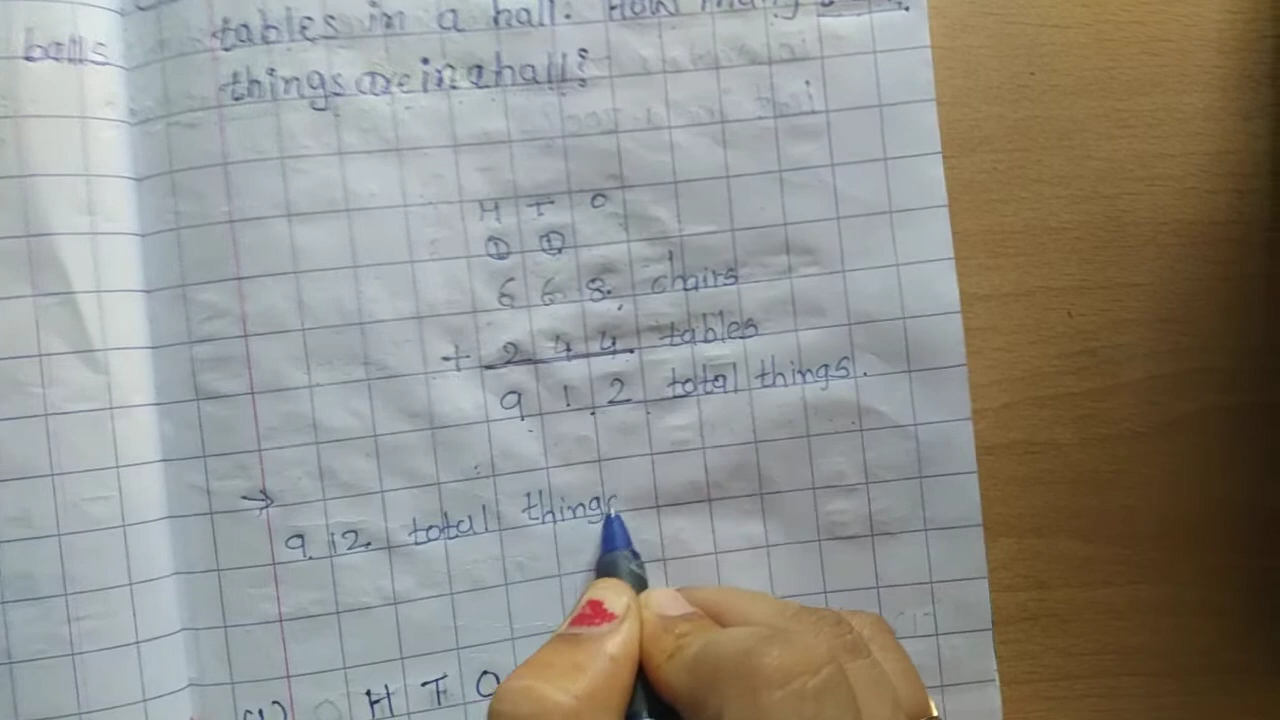 balls
tables in a hall. How many
things are in a hall?
H T O
1 1
6 6 8 chairs
+ 2 4 4 tables
9 1 2 total things.
→
912 total things
(1) H T O